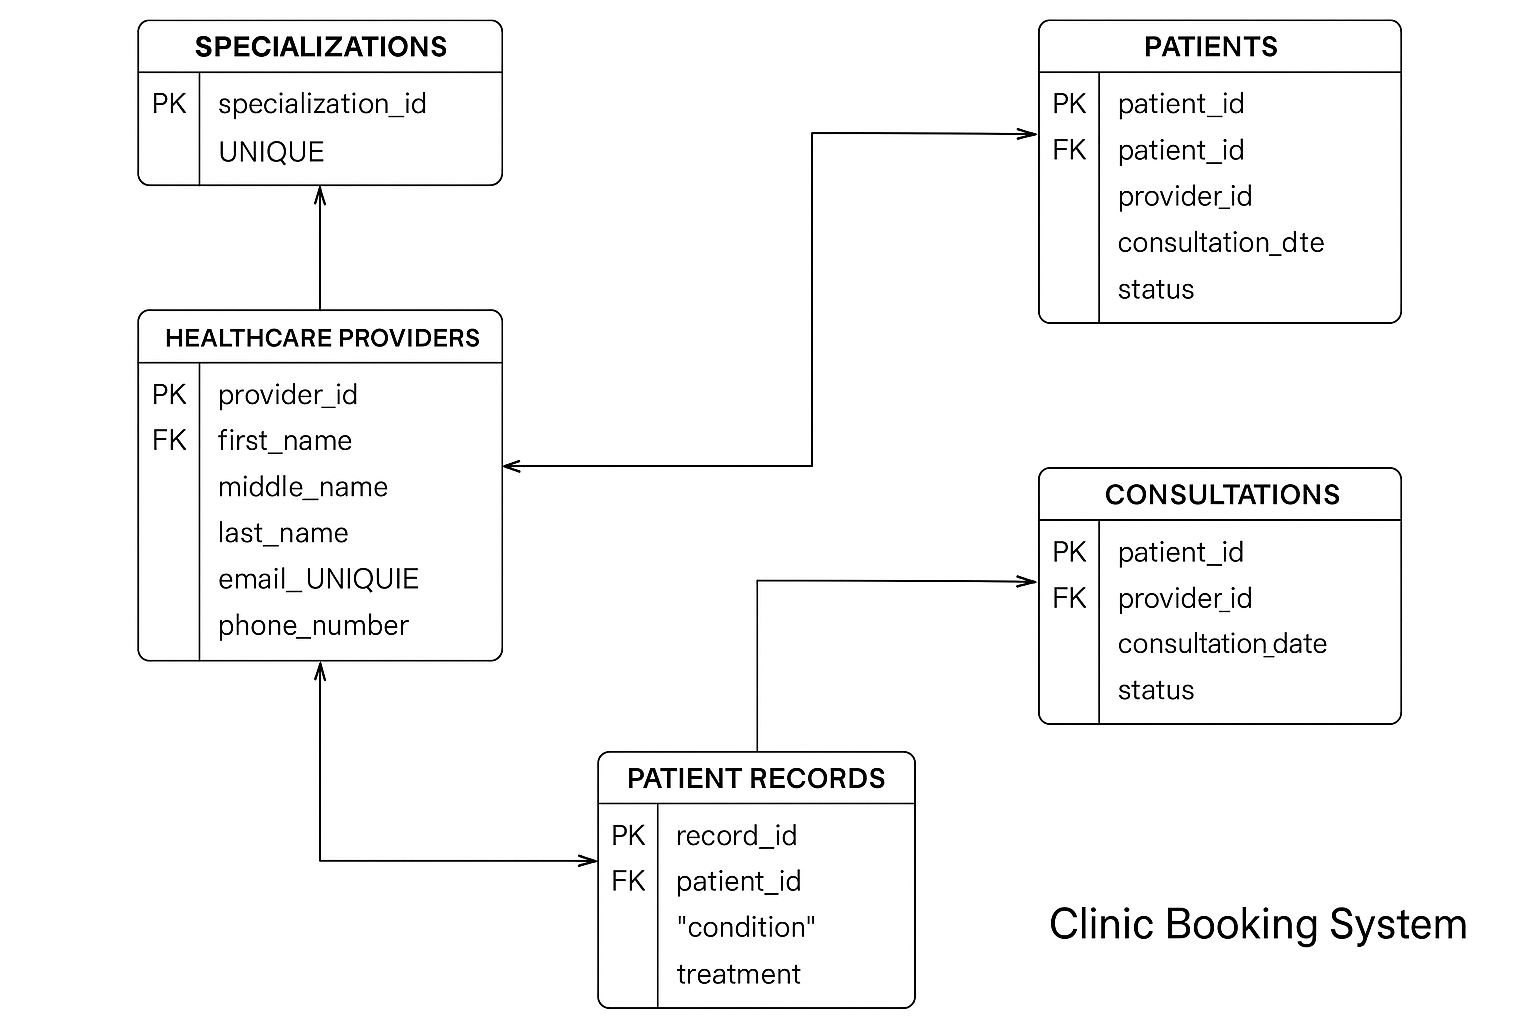 SPECIALIZATIONS
PK specialization_id
UNIQUE
HEALTHCARE PROVIDERS
PK provider_id
FK first_name
middle_name
last_name
email_UNIQUIE
phone_number
PATIENTS
PK patient_id
FK patient_id
provider_id
consultation_dte
status
CONSULTATIONS
PK patient_id
FK provider_id
consultation_date
status
PATIENT RECORDS
PK record_id
FK patient_id
"condition"
treatment
Clinic Booking System